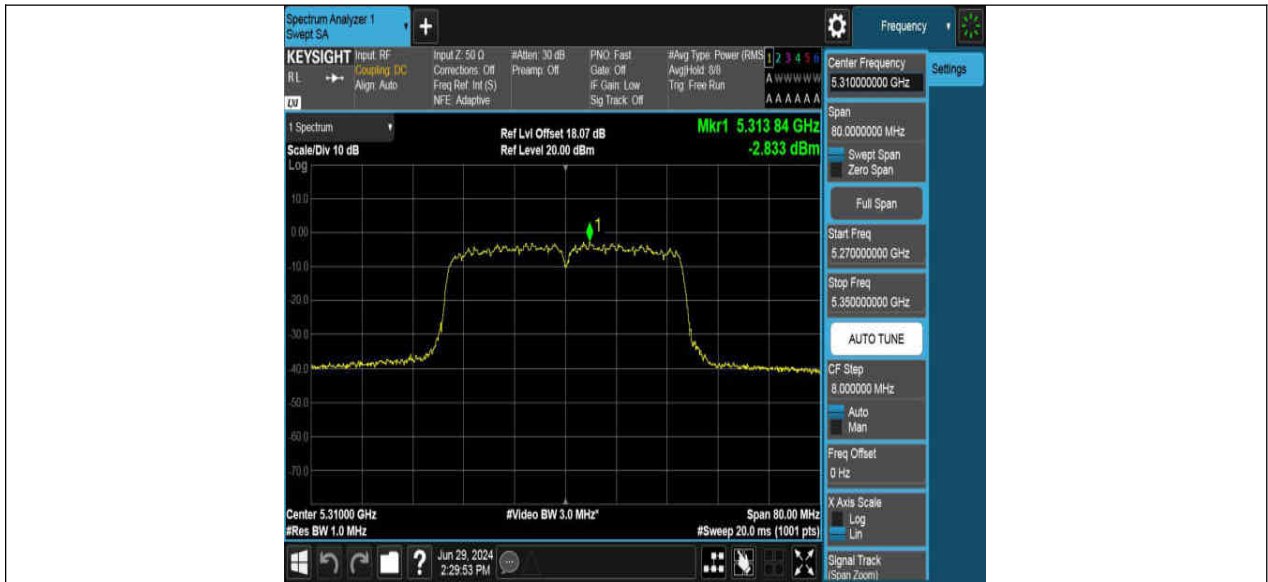 Spectrum Analyzer 1
Swept SA
+
Frequency
KEYSIGHT
RL
LXI
Input: RF
Coupling: DC
Align: Auto
Input Z: 50 Ω
Corrections: Off
Freq Ref: Int (S)
NFE: Adaptive
#Atten: 30 dB
Preamp: Off
PNO: Fast
Gate: Off
IF Gain: Low
Sig Track: Off
#Avg Type: Power (RMS
Avg|Hold: 8/8
Trig: Free Run
1 2 3 4 5 6
A W W W W W
A A A A A A
1 Spectrum
Scale/Div 10 dB
Log
Ref Lvl Offset 18.07 dB
Ref Level 20.00 dBm
Mkr1 5.313 84 GHz
-2.833 dBm
10.0
0.00
-10.0
-20.0
-30.0
-40.0
-50.0
-60.0
-70.0
1
Center 5.31000 GHz
#Res BW 1.0 MHz
#Video BW 3.0 MHz*
Span 80.00 MHz
#Sweep 20.0 ms (1001 pts)
Center Frequency
5.310000000 GHz
Settings
Span
80.0000000 MHz
Swept Span
Zero Span
Full Span
Start Freq
5.270000000 GHz
Stop Freq
5.350000000 GHz
AUTO TUNE
CF Step
8.000000 MHz
Auto
Man
Freq Offset
0 Hz
X Axis Scale
Log
Lin
Signal Track
(Span Zoom)
?
Jun 29, 2024
2:29:53 PM